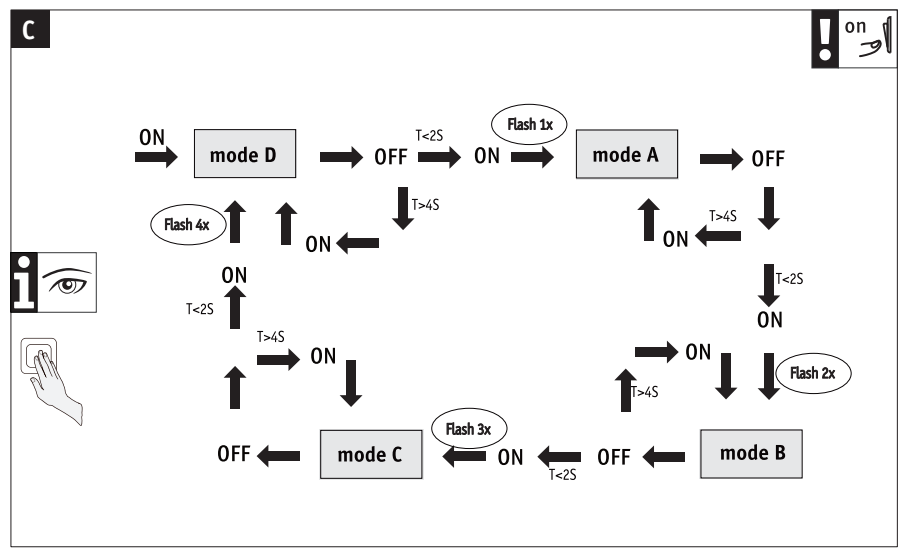 C
! on
ON
mode D
OFF
T<2S
ON
Flash 1x
mode A
OFF
T>4S
ON
Flash 4x
T>4S
ON
ON
T<2S
i
T<2S
ON
T>4S
ON
ON
T>4S
Flash 2x
OFF
mode C
Flash 3x
ON
T<2S
OFF
mode B